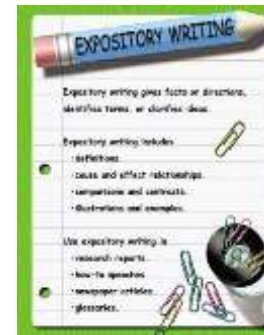 EXPOSITORY WRITING
Expository writing gives facts or directions,
identifies terms, or clarifies ideas.
Expository writing includes
•definitions.
•cause and effect relationships.
•comparisons and contrasts.
•illustrations and examples.
Use expository writing in
•research reports.
•how-to speeches
•newspaper articles.
•glossaries.